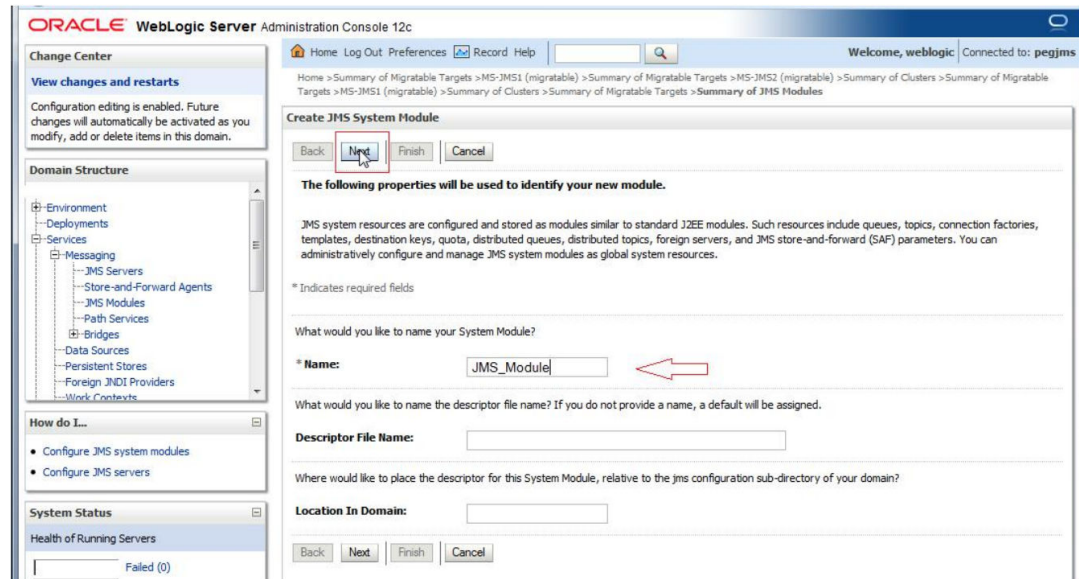 ORACLE WebLogic Server Administration Console 12c
Change Center
View changes and restarts
Configuration editing is enabled. Future
changes will automatically be activated as you
modify, add or delete items in this domain.
Domain Structure
Environment
Deployments
Services
Messaging
JMS Servers
Store-and-Forward Agents
JMS Modules
Path Services
Bridges
Data Sources
Persistent Stores
Foreign JNDI Providers
Work Contexts
How do I...
Configure JMS system modules
Configure JMS servers
System Status
Health of Running Servers
Failed (0)
Home Log Out Preferences Record Help
Welcome, weblogic Connected to: pegjms
Home >Summary of Migratable Targets >MS-JMS1 (migratable) >Summary of Migratable Targets >MS-JMS2 (migratable) >Summary of Clusters >Summary of Migratable
Targets >MS-JMS1 (migratable) >Summary of Clusters >Summary of Migratable Targets >Summary of JMS Modules
Create JMS System Module
Back Next Finish Cancel
The following properties will be used to identify your new module.
JMS system resources are configured and stored as modules similar to standard J2EE modules. Such resources include queues, topics, connection factories,
templates, destination keys, quota, distributed queues, distributed topics, foreign servers, and JMS store-and-forward (SAF) parameters. You can
administratively configure and manage JMS system modules as global system resources.
* Indicates required fields
What would you like to name your System Module?
* Name: JMS_Module
What would you like to name the descriptor file name? If you do not provide a name, a default will be assigned.
Descriptor File Name:
Where would like to place the descriptor for this System Module, relative to the jms configuration sub-directory of your domain?
Location In Domain:
Back Next Finish Cancel